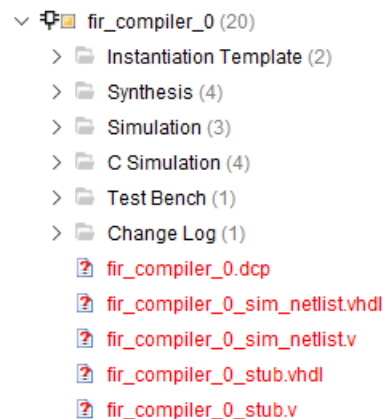 fir_compiler_0 (20)
Instantiation Template (2)
Synthesis (4)
Simulation (3)
C Simulation (4)
Test Bench (1)
Change Log (1)
fir_compiler_0.dcp
fir_compiler_0_sim_netlist.vhdl
fir_compiler_0_sim_netlist.v
fir_compiler_0_stub.vhdl
fir_compiler_0_stub.v